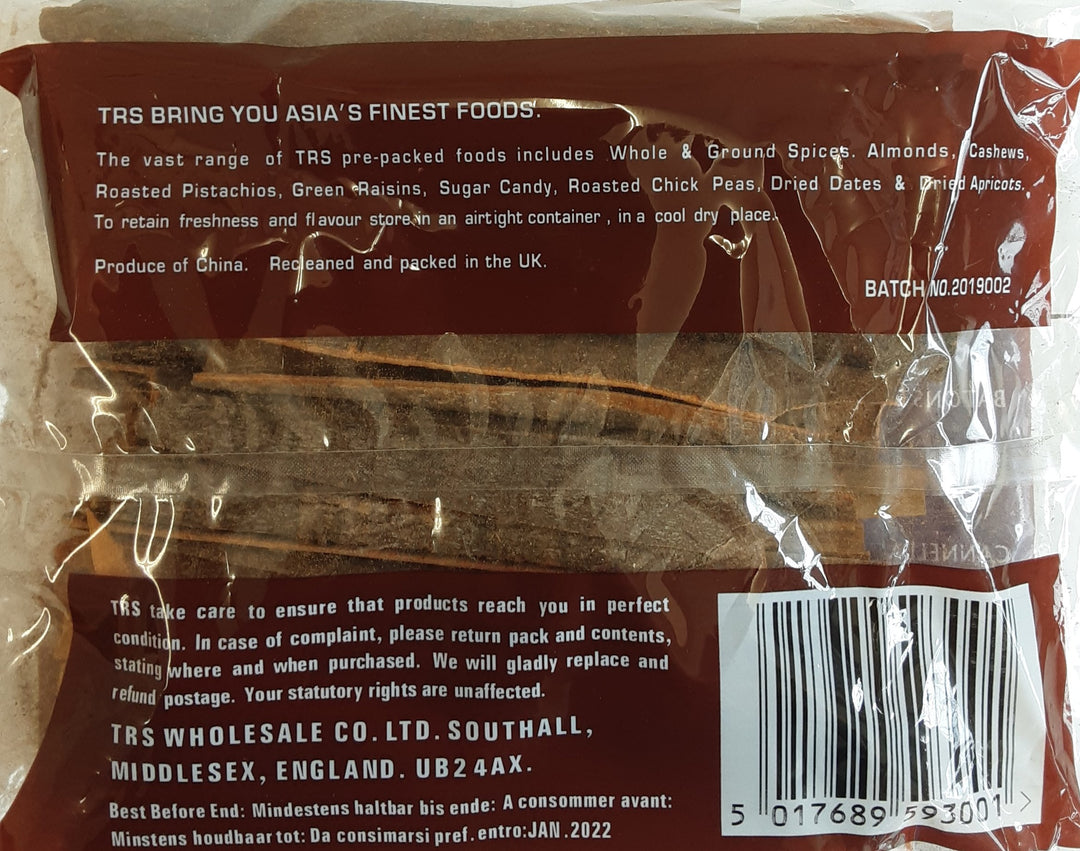 TRS BRING YOU ASIA'S FINEST FOODS.
The vast range of TRS pre-packed foods includes Whole & Ground Spices. Almonds, Cashews,
Roasted Pistachios, Green Raisins, Sugar Candy, Roasted Chick Peas, Dried Dates & Dried Apricots.
To retain freshness and flavour store in an airtight container , in a cool dry place.
Produce of China. Recleaned and packed in the UK.
BATCH NO.2019002
TRS take care to ensure that products reach you in perfect
condition. In case of complaint, please return pack and contents,
stating where and when purchased. We will gladly replace and
refund postage. Your statutory rights are unaffected.
TRS WHOLESALE CO. LTD. SOUTHALL,
MIDDLESEX, ENGLAND. UB2 4AX.
Best Before End: Mindestens haltbar bis ende: A consommer avant:
Minstens houdbaar tot: Da consimarsi pref. entro:JAN.2022
5 017689 593001 >